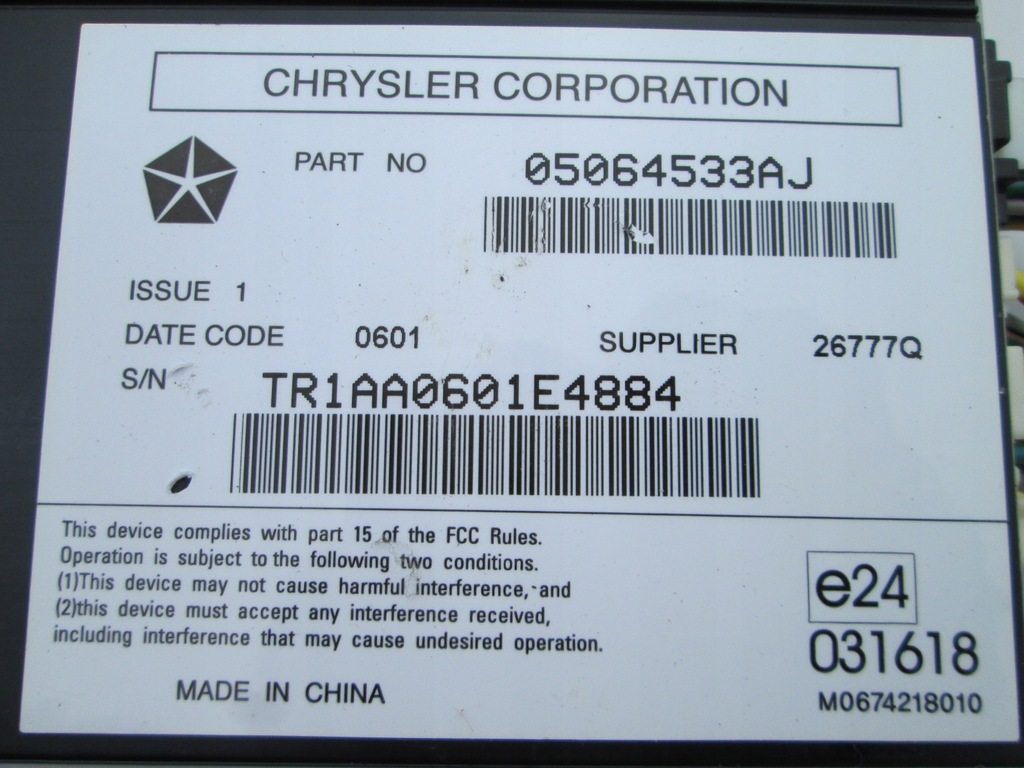 CHRYSLER CORPORATION
PART NO 05064533AJ
ISSUE 1
DATE CODE 0601 SUPPLIER 26777Q
S/N TR1AA0601E4884
This device complies with part 15 of the FCC Rules.
Operation is subject to the following two conditions.
(1)This device may not cause harmful interference, and
(2)this device must accept any interference received,
including interference that may cause undesired operation.
e24
031618
MADE IN CHINA
M0674218010